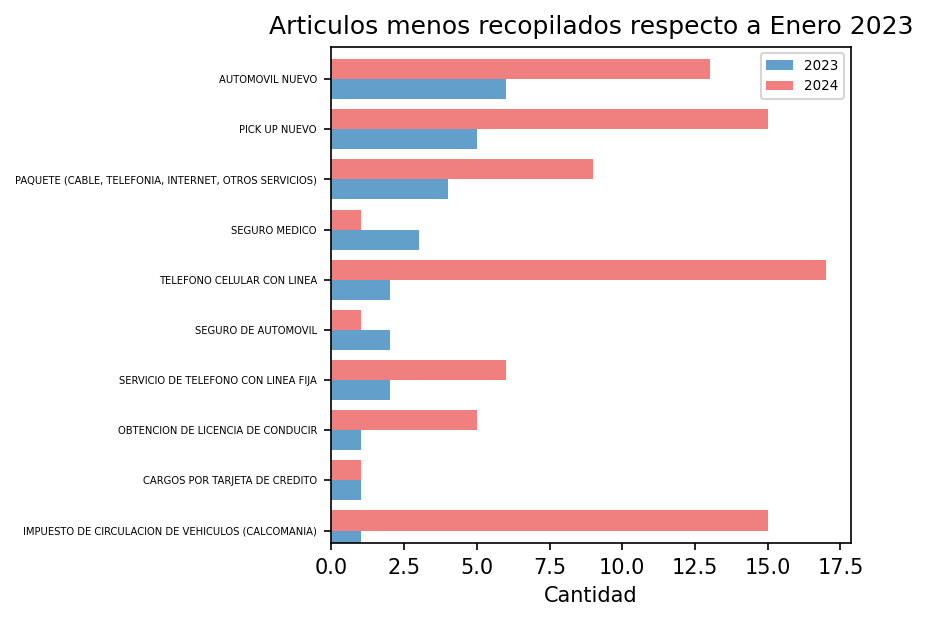 Articulos menos recopilados respecto a Enero 2023
2023
2024
AUTOMOVIL NUEVO
PICK UP NUEVO
PAQUETE (CABLE, TELEFONIA, INTERNET, OTROS SERVICIOS)
SEGURO MEDICO
TELEFONO CELULAR CON LINEA
SEGURO DE AUTOMOVIL
SERVICIO DE TELEFONO CON LINEA FIJA
OBTENCION DE LICENCIA DE CONDUCIR
CARGOS POR TARJETA DE CREDITO
IMPUESTO DE CIRCULACION DE VEHICULOS (CALCOMANIA)
0.0 2.5 5.0 7.5 10.0 12.5 15.0 17.5
Cantidad